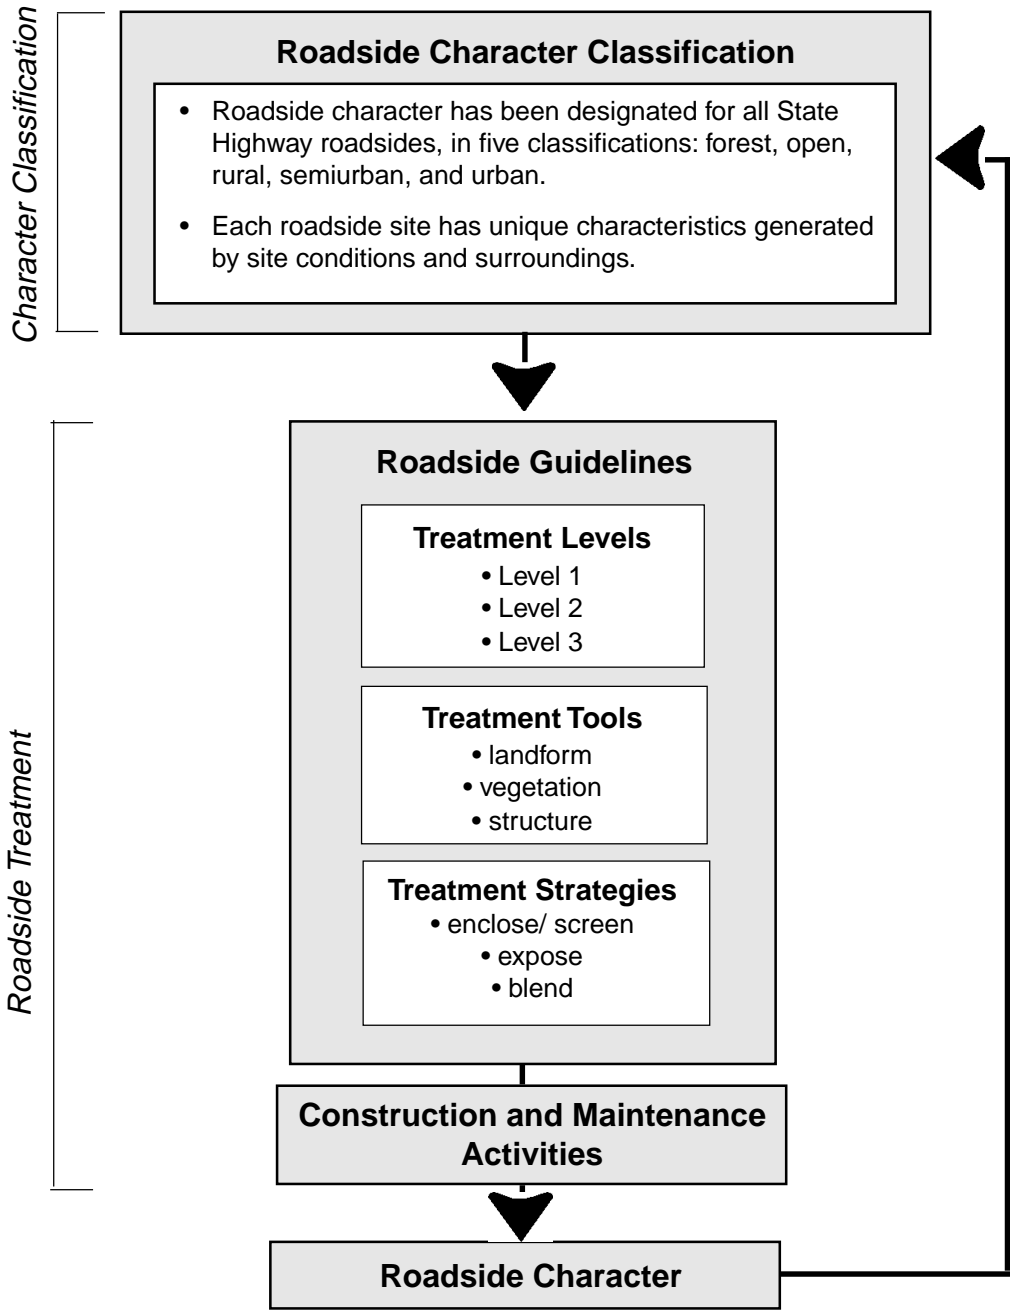 Character Classification
Roadside Character Classification
• Roadside character has been designated for all State
Highway roadsides, in five classifications: forest, open,
rural, semiurban, and urban.
• Each roadside site has unique characteristics generated
by site conditions and surroundings.
Roadside Treatment
Roadside Guidelines
Treatment Levels
• Level 1
• Level 2
• Level 3
Treatment Tools
• landform
• vegetation
• structure
Treatment Strategies
• enclose/ screen
• expose
• blend
Construction and Maintenance
Activities
Roadside Character